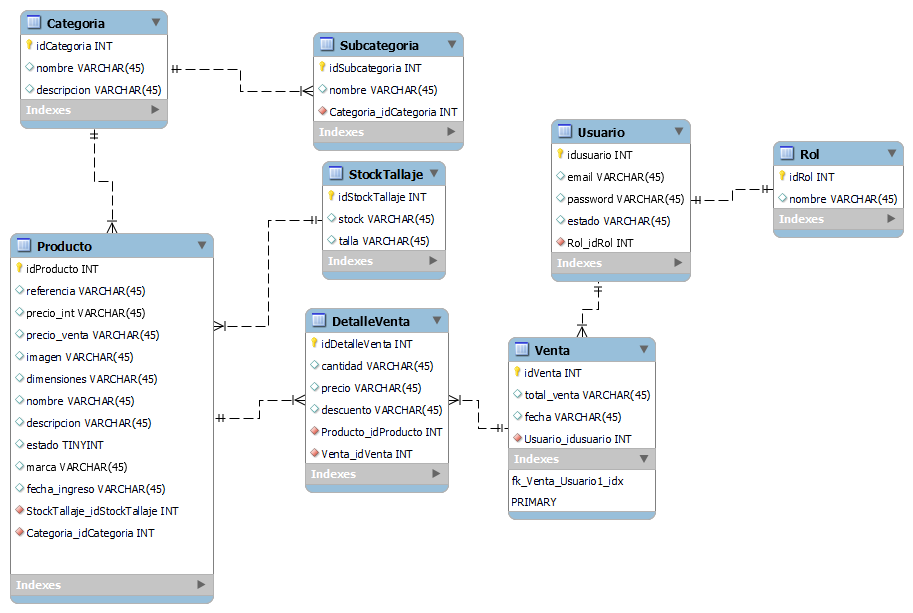 Categoria
idCategoria INT
nombre VARCHAR(45)
descripcion VARCHAR(45)
Indexes
Subcategoria
idSubcategoria INT
nombre VARCHAR(45)
Categoria_idCategoria INT
Indexes
StockTallaje
idStockTallaje INT
stock VARCHAR(45)
talla VARCHAR(45)
Indexes
Usuario
idusuario INT
email VARCHAR(45)
password VARCHAR(45)
estado VARCHAR(45)
Rol_idRol INT
Indexes
Rol
idRol INT
nombre VARCHAR(45)
Indexes
Producto
idProducto INT
referencia VARCHAR(45)
precio_int VARCHAR(45)
precio_venta VARCHAR(45)
imagen VARCHAR(45)
dimensiones VARCHAR(45)
nombre VARCHAR(45)
descripcion VARCHAR(45)
estado TINYINT
marca VARCHAR(45)
fecha_ingreso VARCHAR(45)
StockTallaje_idStockTallaje INT
Categoria_idCategoria INT
Indexes
DetalleVenta
idDetalleVenta INT
cantidad VARCHAR(45)
precio VARCHAR(45)
descuento VARCHAR(45)
Producto_idProducto INT
Venta_idVenta INT
Indexes
Venta
idVenta INT
total_venta VARCHAR(45)
fecha VARCHAR(45)
Usuario_idusuario INT
Indexes
fk_Venta_Usuario1_idx
PRIMARY